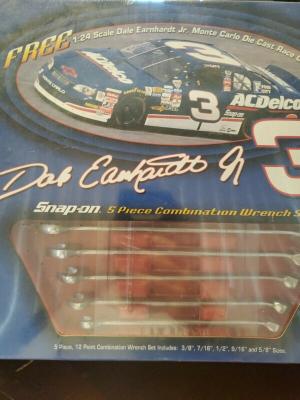 FREE 1:24 Scale Dale Earnhardt Jr. Monte Carlo Die Cast Race C
ACDelco
3
ACDelco
3
Dale Earnhardt Jr
Snap-on 5 Piece Combination Wrench S
5 Piece, 12 Point Combination Wrench Set Includes: 3/8", 7/16", 1/2", 9/16" and 5/8" Sizes.